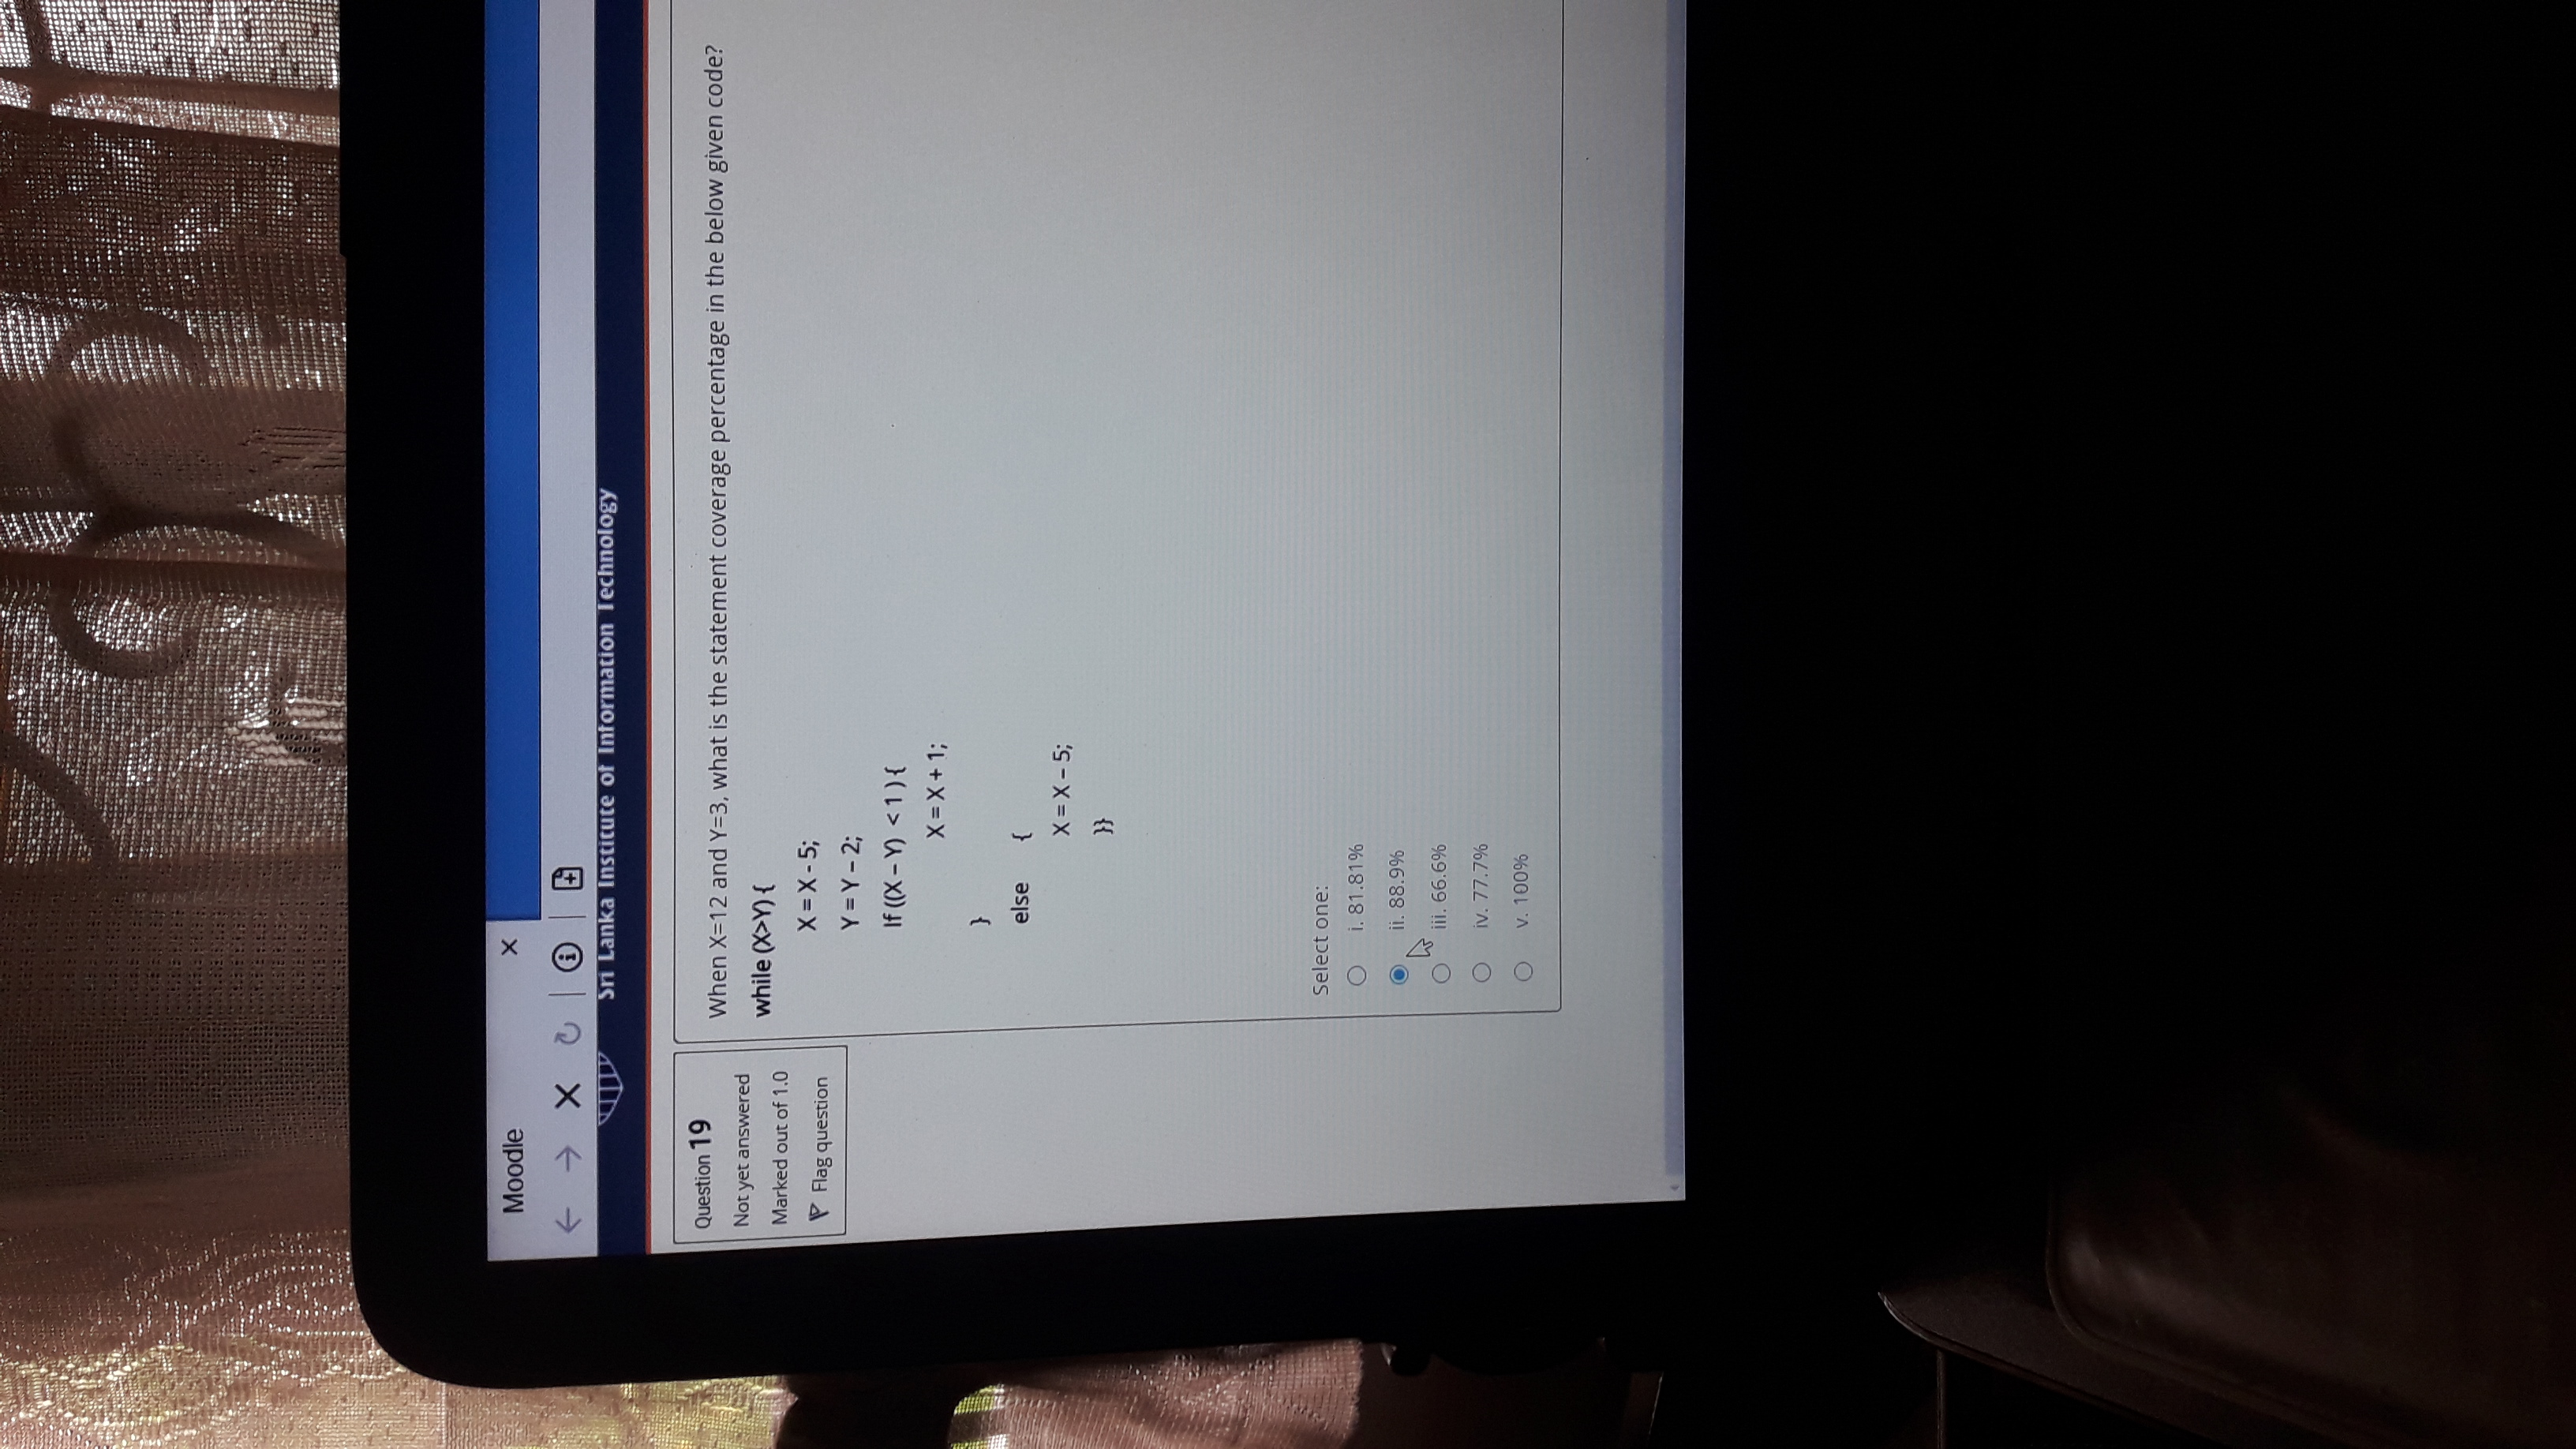 Moodle
Sri Lanka Institute of Information Technology
Question 19
Not yet answered
Marked out of 1.0
Flag question
When X=12 and Y=3, what is the statement coverage percentage in the below given code?
while (X>Y) {
X = X - 5;
Y = Y – 2;
If ((X – Y) < 1 ) {
X = X + 1;
}
else {
X = X – 5;
}}
Select one:
i. 81.81%
ii. 88.9%
iii. 66.6%
iv. 77.7%
v. 100%